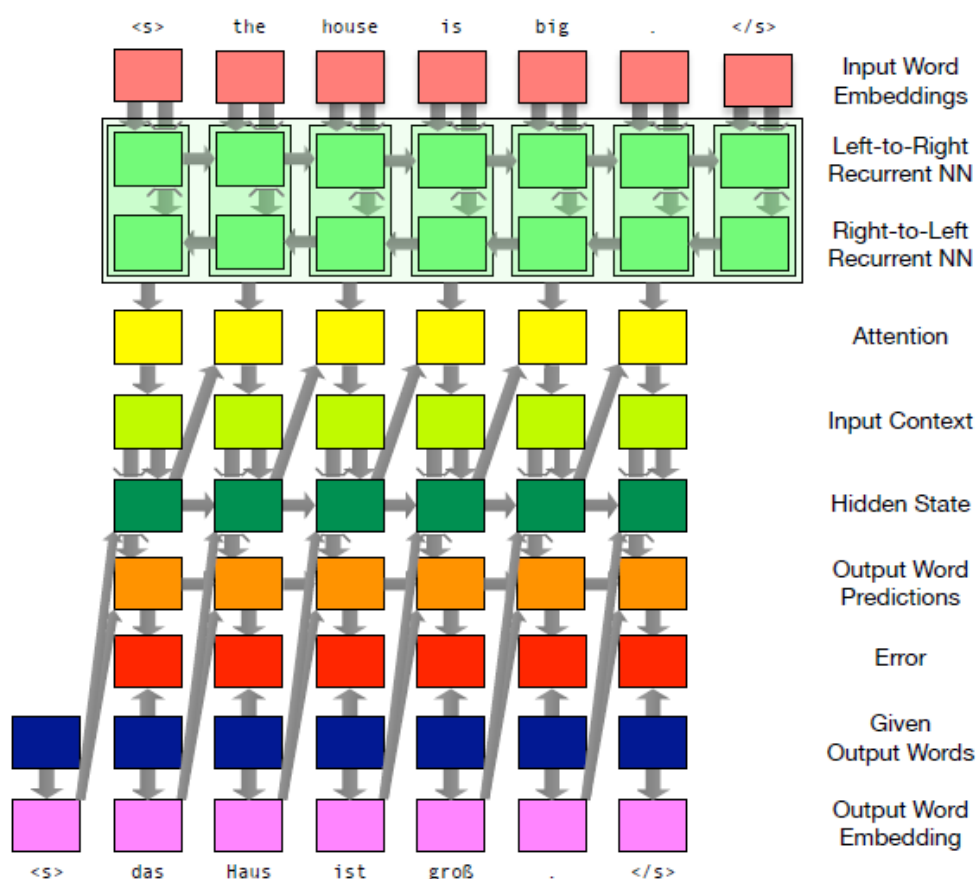 <s> the house is big . </s>
Input Word
Embeddings
Left-to-Right
Recurrent NN
Right-to-Left
Recurrent NN
Attention
Input Context
Hidden State
Output Word
Predictions
Error
Given
Output Words
Output Word
Embedding
<s> das Haus ist groß . </s>